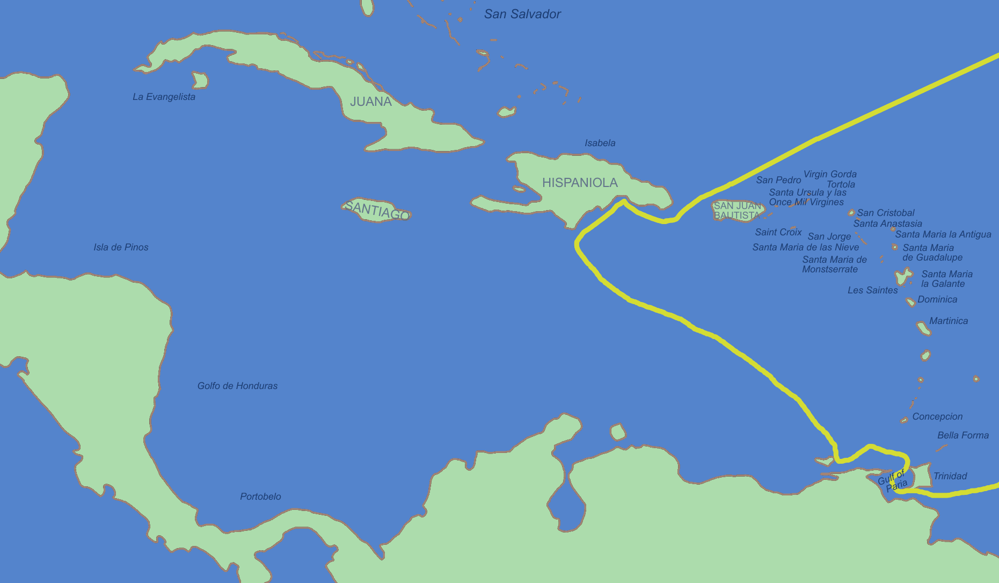 San Salvador
La Evangelista
JUANA
Isabela
HISPANIOLA
SANTIAGO
San Pedro
Virgin Gorda
Tortola
Santa Ursula y las
Once Mil Virgines
SAN JUAN
BAUTISTA
San Cristobal
Santa Anastasia
Saint Croix
San Jorge
Santa Maria la Antigua
Santa Maria de las Nieve
Santa Maria
de Guadalupe
Santa Maria de
Monstserrate
Santa Maria
la Galante
Les Saintes
Dominica
Martinica
Isla de Pinos
Golfo de Honduras
Concepcion
Bella Forma
Trinidad
Gulf of
Paria
Portobelo